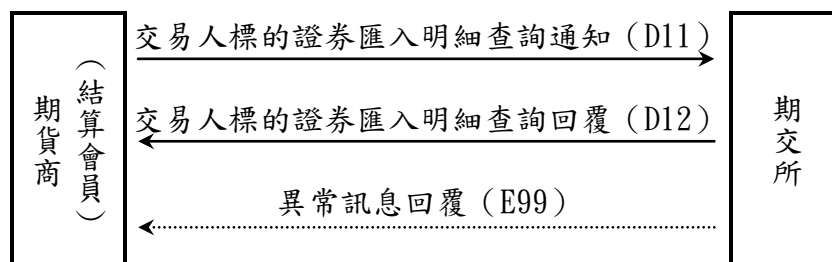 期貨商
（結算會員）
交易人標的證券匯入明細查詢通知（D11）
交易人標的證券匯入明細查詢回覆（D12）
異常訊息回覆（E99）
期交所